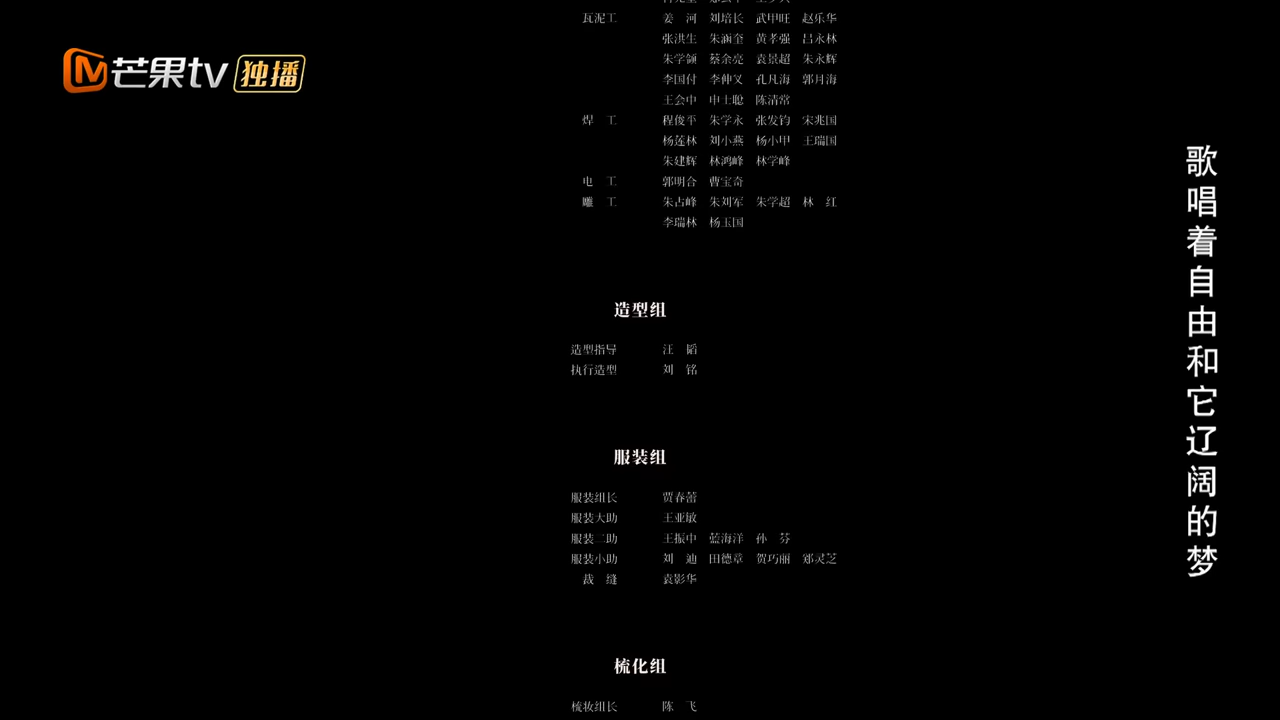 芒果tv 独播
瓦泥工 姜 河 刘培长 武甲旺 赵乐华
张洪生 朱涵奎 黄孝强 吕永林
朱学领 蔡余亮 袁景超 朱永辉
李国付 李仲义 孔凡海 郭月海
王会中 申士聪 陈清常
焊 工 程俊平 朱学永 张发钧 宋兆国
杨莲林 刘小燕 杨小甲 王瑞国
朱建辉 林鸿峰 林学峰
电 工 郭明合 曹宝奇
雕 工 朱占峰 朱刘军 朱学超 林 红
李瑞林 杨玉国
造型组
造型指导 汪 韬
执行造型 刘 铭
服装组
服装组长 贾春蕾
服装大助 王亚敏
服装二助 王振中 蓝海洋 孙 芬
服装小助 刘 迪 田德章 贺巧丽 郑灵芝
裁 缝 袁影华
梳化组
梳妆组长 陈 飞
歌唱着自由和它辽阔的梦